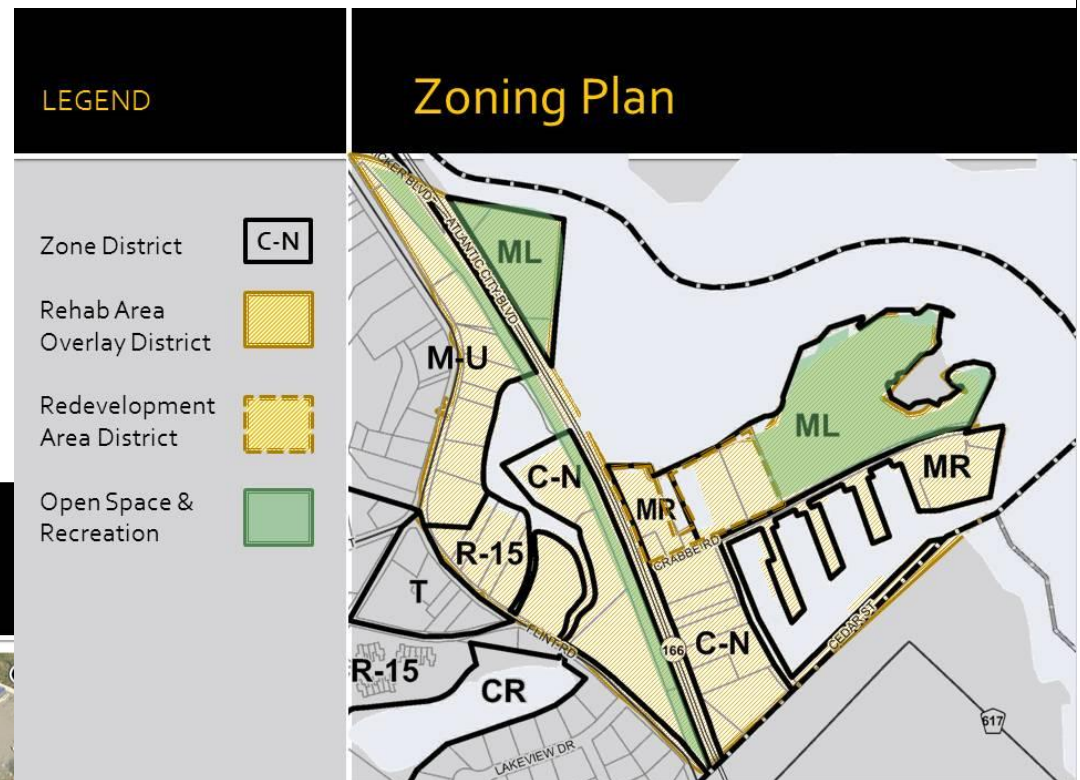 LEGEND
Zoning Plan
Zone District
C-N
Rehab Area
Overlay District
Redevelopment
Area District
Open Space &
Recreation
BLVD
ATLANTIC CITY BLVD
ML
M-U
ML
C-N
MR
MR
CRABBE RD
R-15
T
FLINT RD
166
C-N
CEDAR ST
R-15
CR
617
LAKEVIEW DR